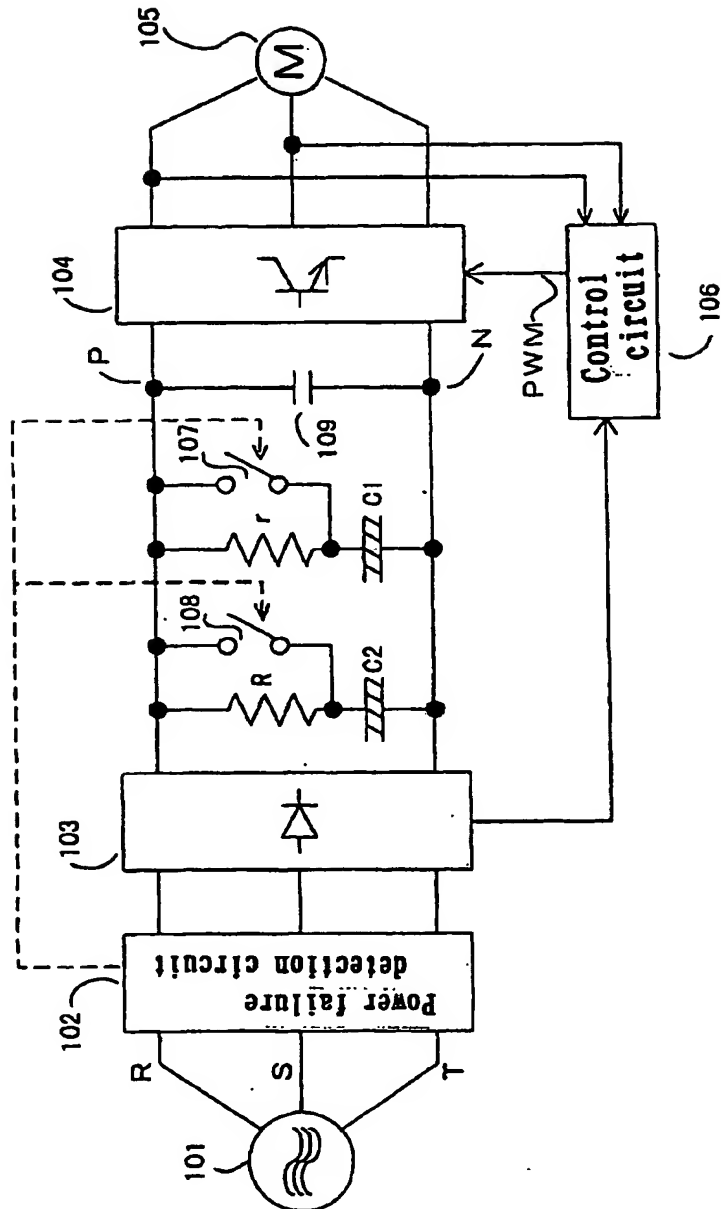 101
R
S
T
102
Power failure
detection circuit
103
R
108
C2
r
107
C1
P
109
N
104
105
M
PWM
Control
circuit
106